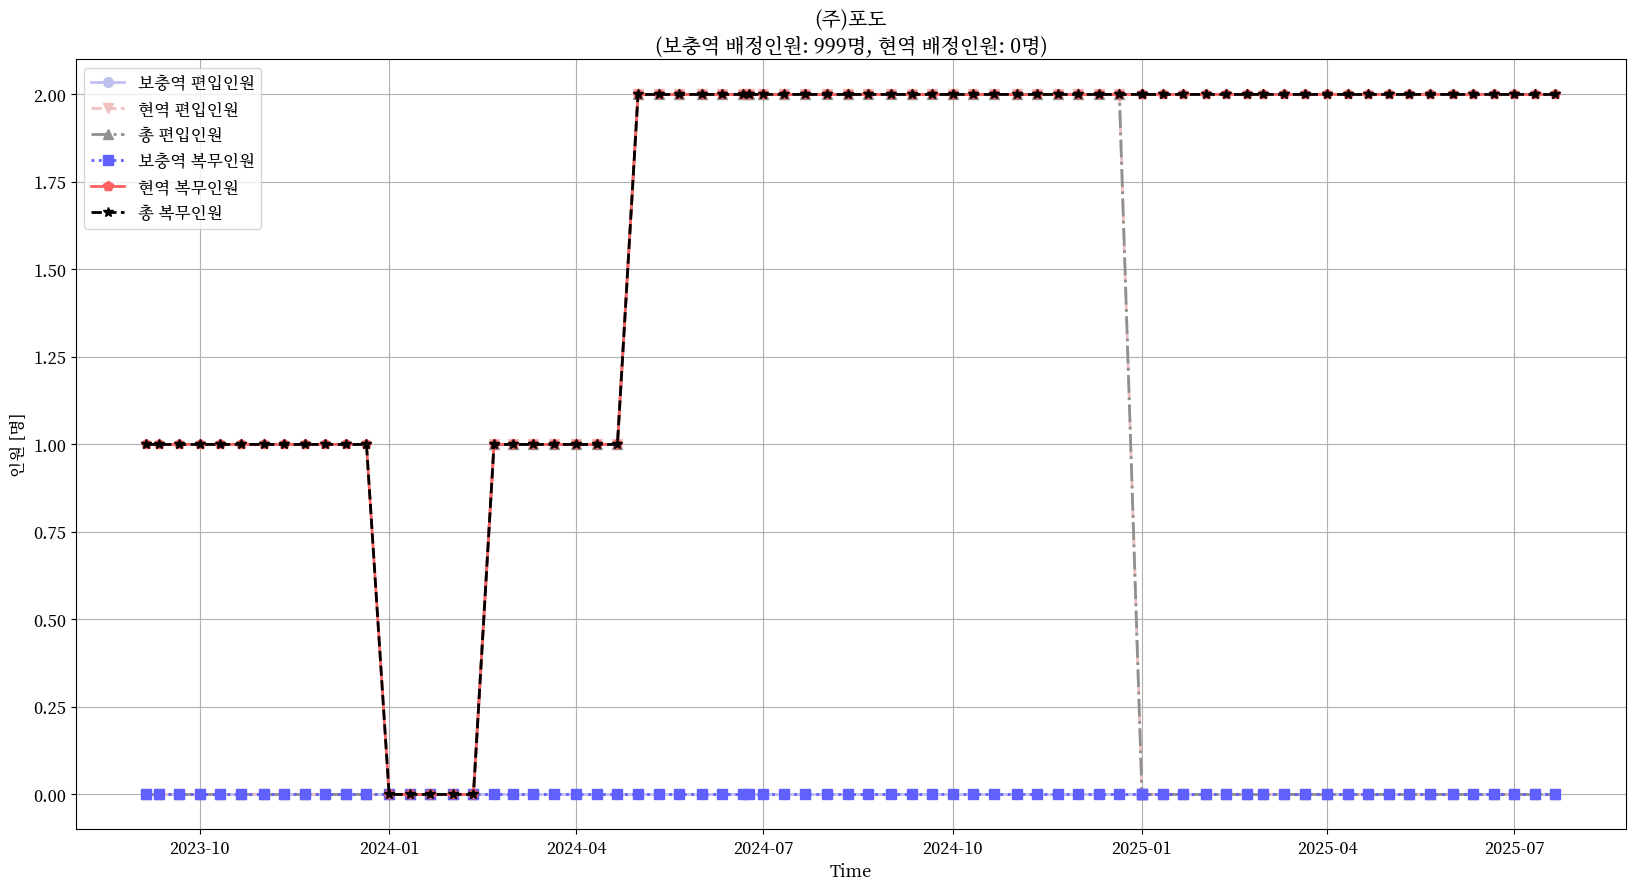 (주)포도
(보충역 배정인원: 999명, 현역 배정인원: 0명)
보충역 편입인원
현역 편입인원
총 편입인원
보충역 복무인원
현역 복무인원
총 복무인원
2.00
1.75
1.50
1.25
1.00
0.75
0.50
0.25
0.00
인원 [명]
2023-10
2024-01
2024-04
2024-07
2024-10
2025-01
2025-04
2025-07
Time